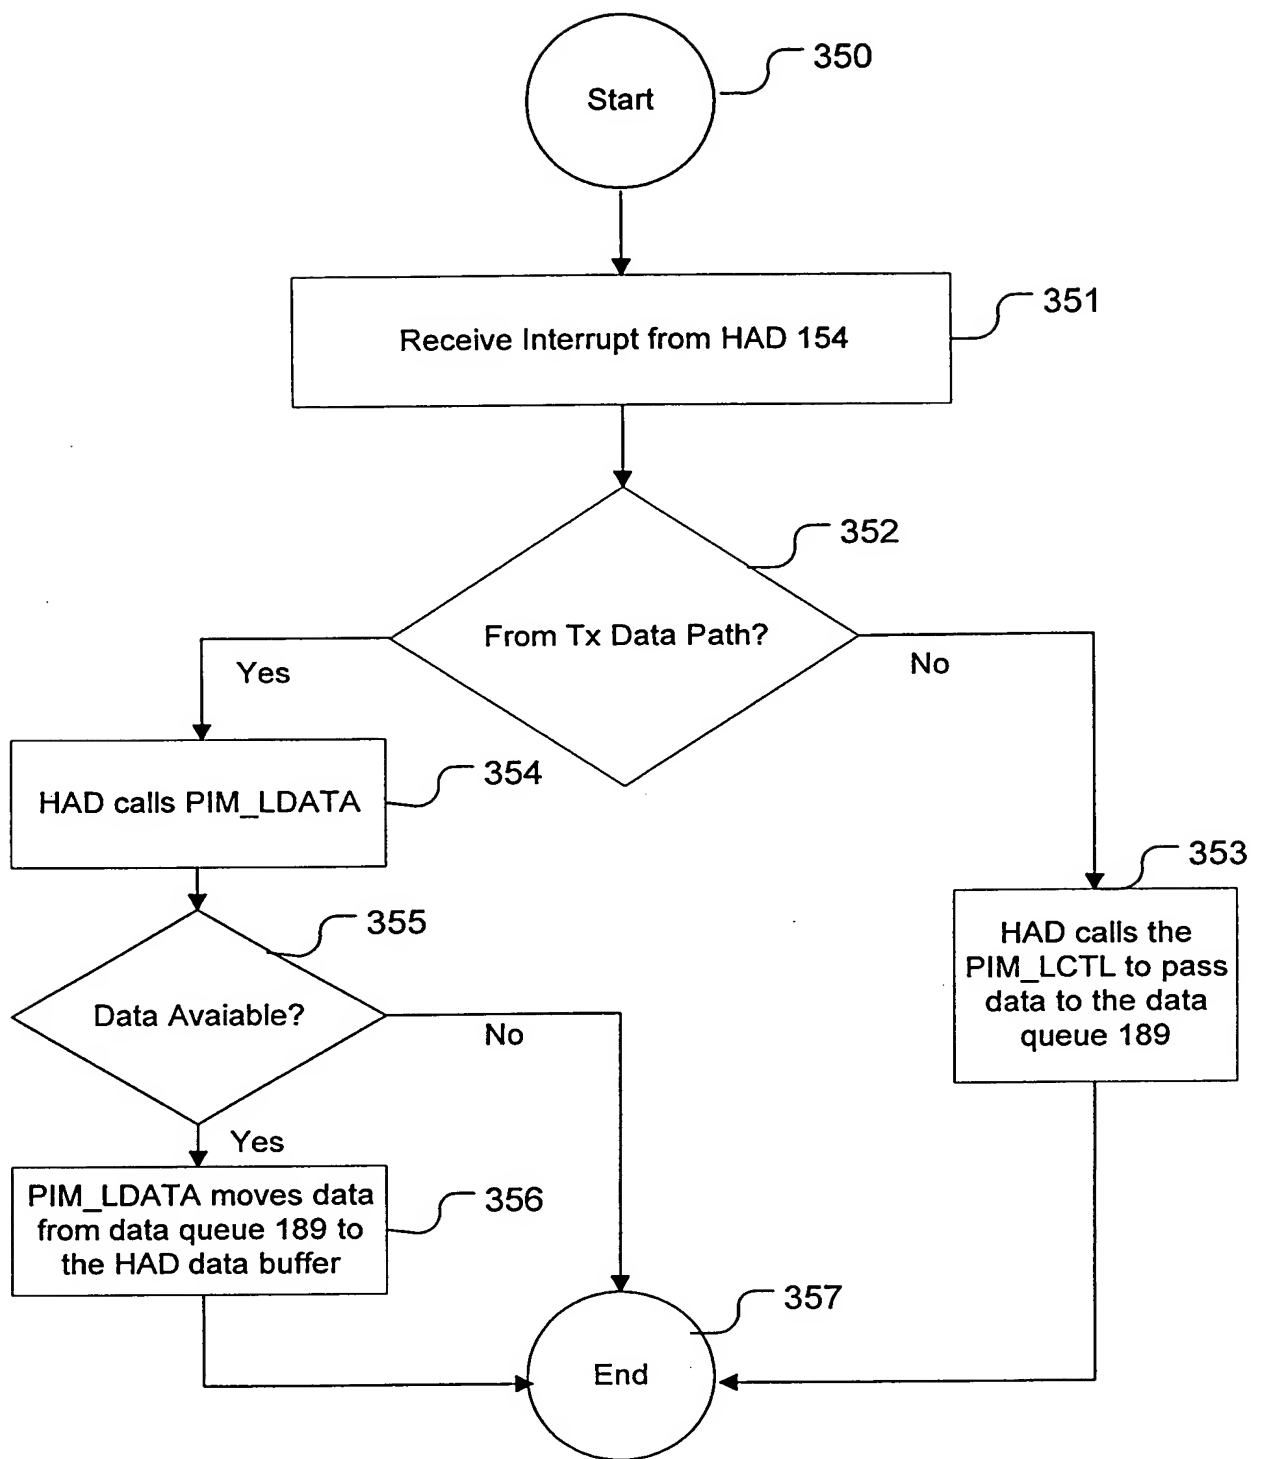 Start
350
Receive Interrupt from HAD 154
351
From Tx Data Path?
352
Yes
No
HAD calls PIM_LDATA
354
HAD calls the
PIM_LCTL to pass
data to the data
queue 189
353
Data Avaiable?
355
No
Yes
PIM_LDATA moves data
from data queue 189 to
the HAD data buffer
356
End
357